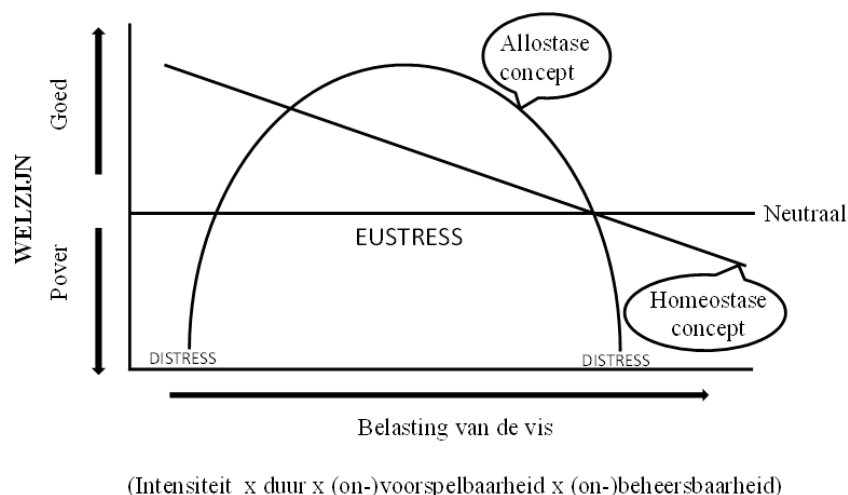 Allostase
concept
Goed
WELZIJN
Pover
Neutraal
EUSTRESS
Homeostase
concept
DISTRESS
DISTRESS
Belasting van de vis
(Intensiteit x duur x (on-)voorspelbaarheid x (on-)beheersbaarheid)